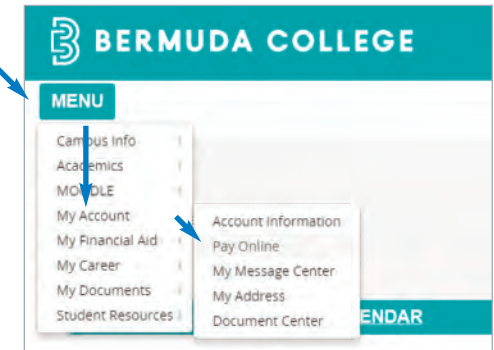 BERMUDA COLLEGE
MENU
Campus Info
Academics
MOODLE
My Account
My Financial Aid
My Career
My Documents
Student Resources
Account Information
Pay Online
My Message Center
My Address
Document Center
ENDAR